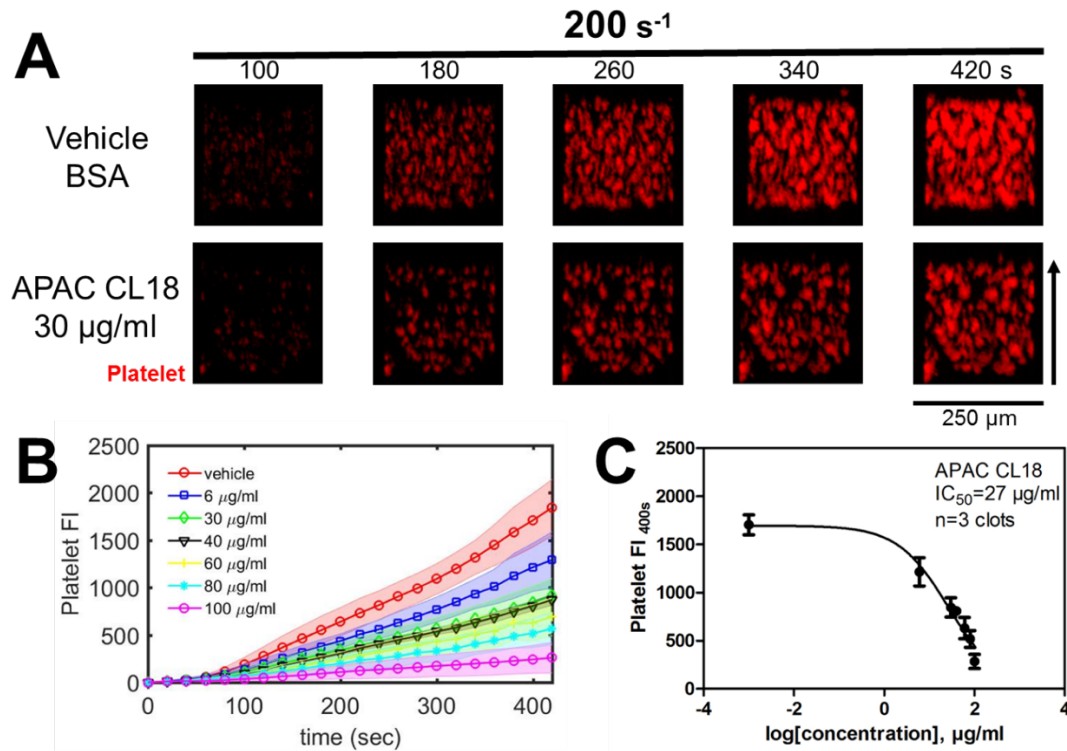 A
200 s⁻¹
100 180 260 340 420 s
Vehicle
BSA
APAC CL18
30 µg/ml
Platelet
250 µm
B
2500
2000
1500
1000
500
0
Platelet FI
vehicle
6 µg/ml
30 µg/ml
40 µg/ml
60 µg/ml
80 µg/ml
100 µg/ml
0 100 200 300 400
time (sec)
C
2500
2000
1500
1000
500
0
Platelet FI 400s
APAC CL18
IC50=27 µg/ml
n=3 clots
-4 -2 0 2 4
log[concentration], µg/ml